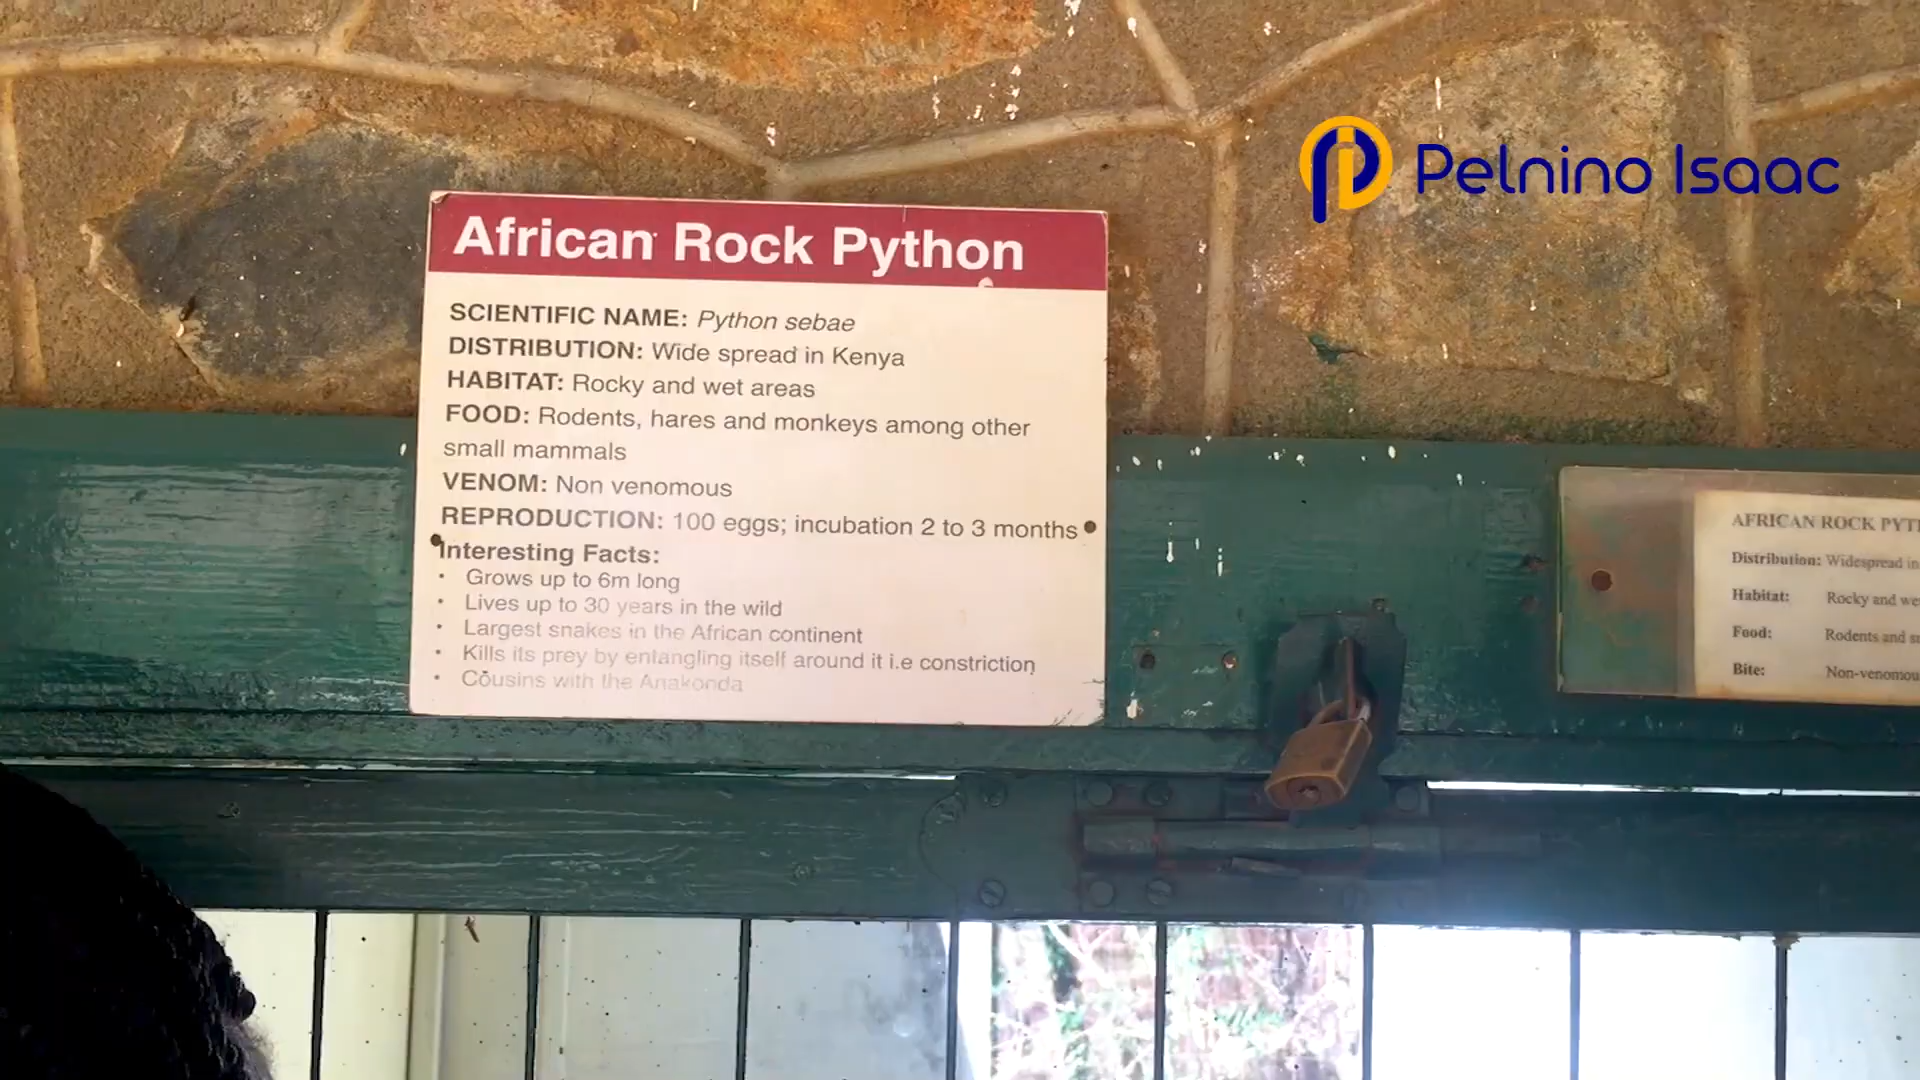 Pelnino Isaac
African Rock Python
SCIENTIFIC NAME: Python sebae
DISTRIBUTION: Wide spread in Kenya
HABITAT: Rocky and wet areas
FOOD: Rodents, hares and monkeys among other
small mammals
VENOM: Non venomous
REPRODUCTION: 100 eggs; incubation 2 to 3 months
Interesting Facts:
• Grows up to 6m long
• Lives up to 30 years in the wild
• Largest snakes in the African continent
• Kills its prey by entangling itself around it i.e constriction
• Cousins with the Anakonda
AFRICAN ROCK
Distribution: Widespread in
Habitat: Rocky and
Food: Rodents and
Bite: